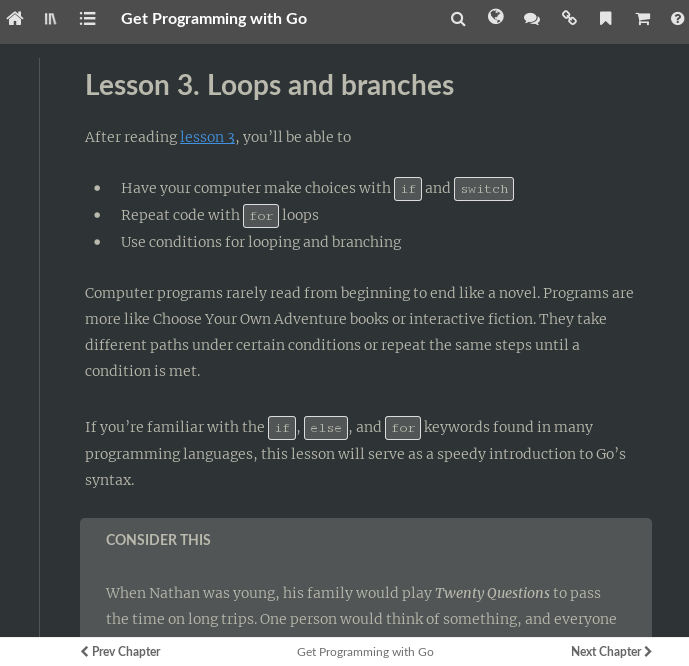 Get Programming with Go
Lesson 3. Loops and branches
After reading lesson 3, you’ll be able to
• Have your computer make choices with if and switch
• Repeat code with for loops
• Use conditions for looping and branching
Computer programs rarely read from beginning to end like a novel. Programs are
more like Choose Your Own Adventure books or interactive fiction. They take
different paths under certain conditions or repeat the same steps until a
condition is met.
If you’re familiar with the if, else, and for keywords found in many
programming languages, this lesson will serve as a speedy introduction to Go’s
syntax.
CONSIDER THIS
When Nathan was young, his family would play Twenty Questions to pass
the time on long trips. One person would think of something, and everyone
Prev Chapter Get Programming with Go Next Chapter